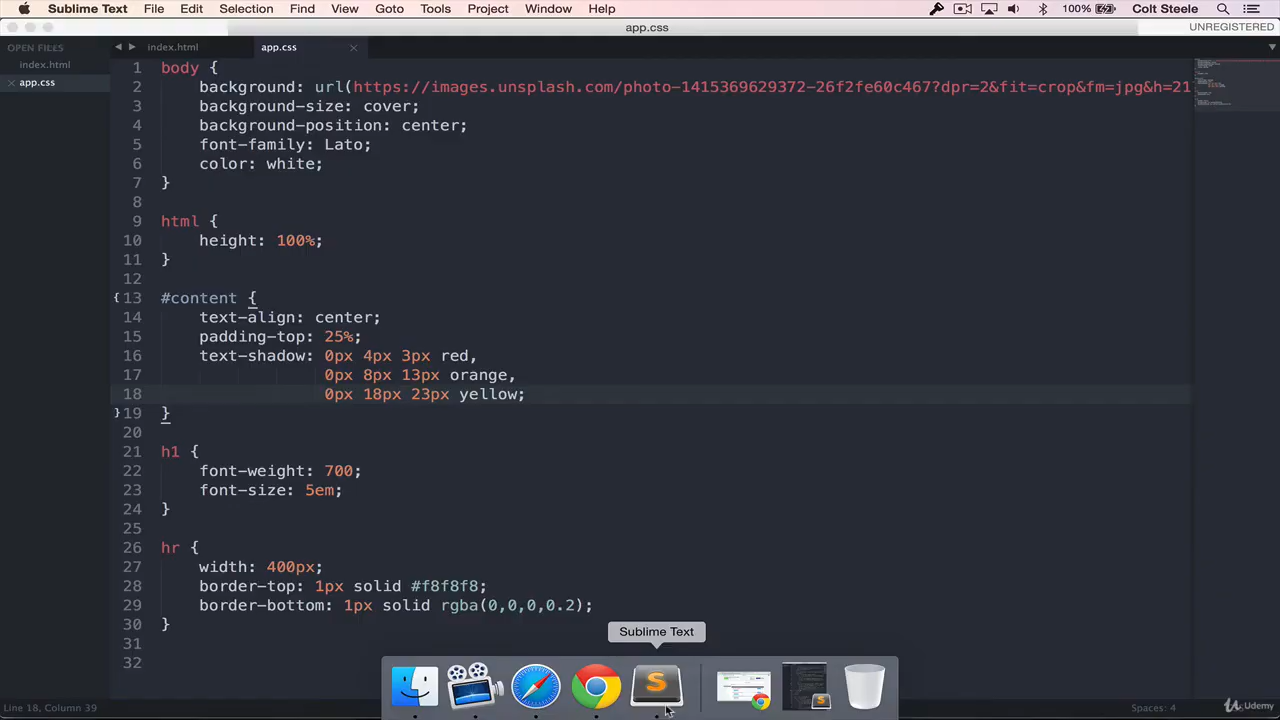 Sublime Text File Edit Selection Find View Goto Tools Project Window Help 100% Colt Steele
app.css UNREGISTERED
OPEN FILES index.html app.css
index.html
app.css
1 body {
2 background: url(https://images.unsplash.com/photo-1415369629372-26f2fe60c467?dpr=2&fit=crop&fm=jpg&h=21
3 background-size: cover;
4 background-position: center;
5 font-family: Lato;
6 color: white;
7 }
8
9 html {
10 height: 100%;
11 }
12
13 #content {
14 text-align: center;
15 padding-top: 25%;
16 text-shadow: 0px 4px 3px red,
17 0px 8px 13px orange,
18 0px 18px 23px yellow;
19 }
20
21 h1 {
22 font-weight: 700;
23 font-size: 5em;
24 }
25
26 hr {
27 width: 400px;
28 border-top: 1px solid #f8f8f8;
29 border-bottom: 1px solid rgba(0,0,0,0.2);
30 }
31
32
Sublime Text
Line 18, Column 39 Spaces: 4 Udemy